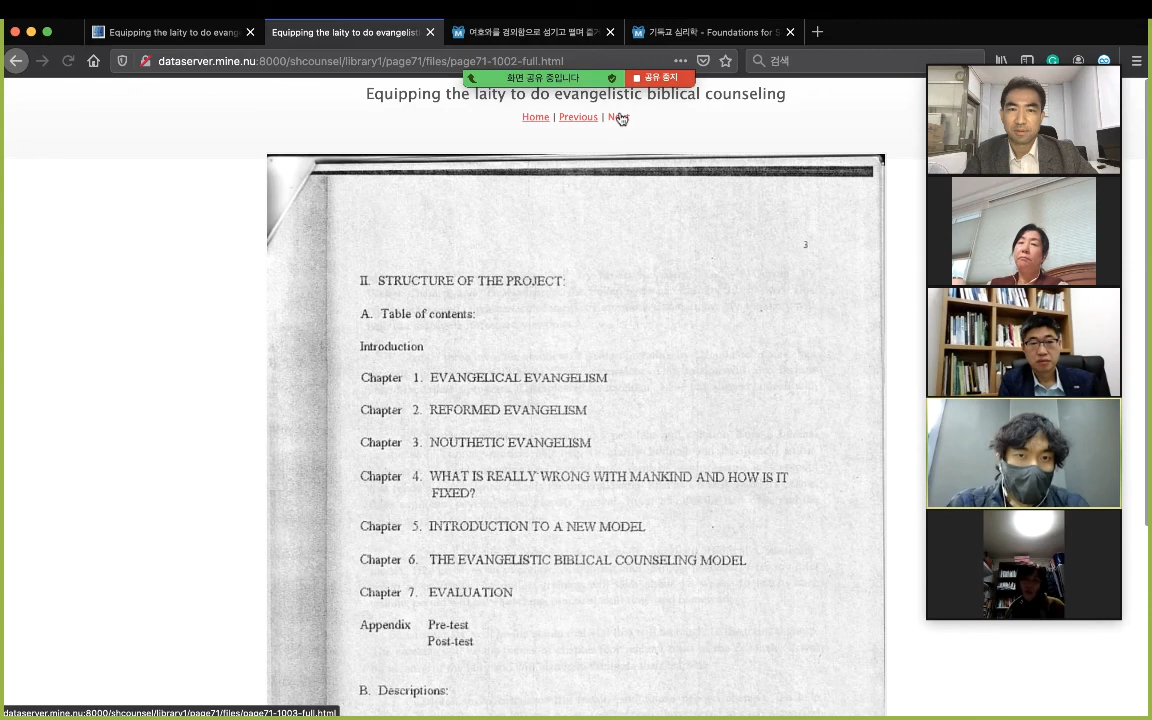 Equipping the laity to do evang
Equipping the laity to do evangelist
여호와를 경외함으로 섬기고 떨며 즐거
기독교 심리학 - Foundations for S
dataserver.mine.nu:8000/shcounsel/library1/page71/files/page71-1002-full.html
검색
화면 공유 중입니다
공유 중지
Equipping the laity to do evangelistic biblical counseling
Home | Previous |
3
II. STRUCTURE OF THE PROJECT:
A. Table of contents:
Introduction
Chapter 1. EVANGELICAL EVANGELISM
Chapter 2. REFORMED EVANGELISM
Chapter 3. NOUTHETIC EVANGELISM
Chapter 4. WHAT IS REALLY WRONG WITH MANKIND AND HOW IS IT
FIXED?
Chapter 5. INTRODUCTION TO A NEW MODEL
Chapter 6. THE EVANGELISTIC BIBLICAL COUNSELING MODEL
Chapter 7. EVALUATION
Appendix Pre-test
Post-test
B. Descriptions:
dataserver.mine.nu:8000/shcounsel/library1/page71/files/page71-1003-full.html